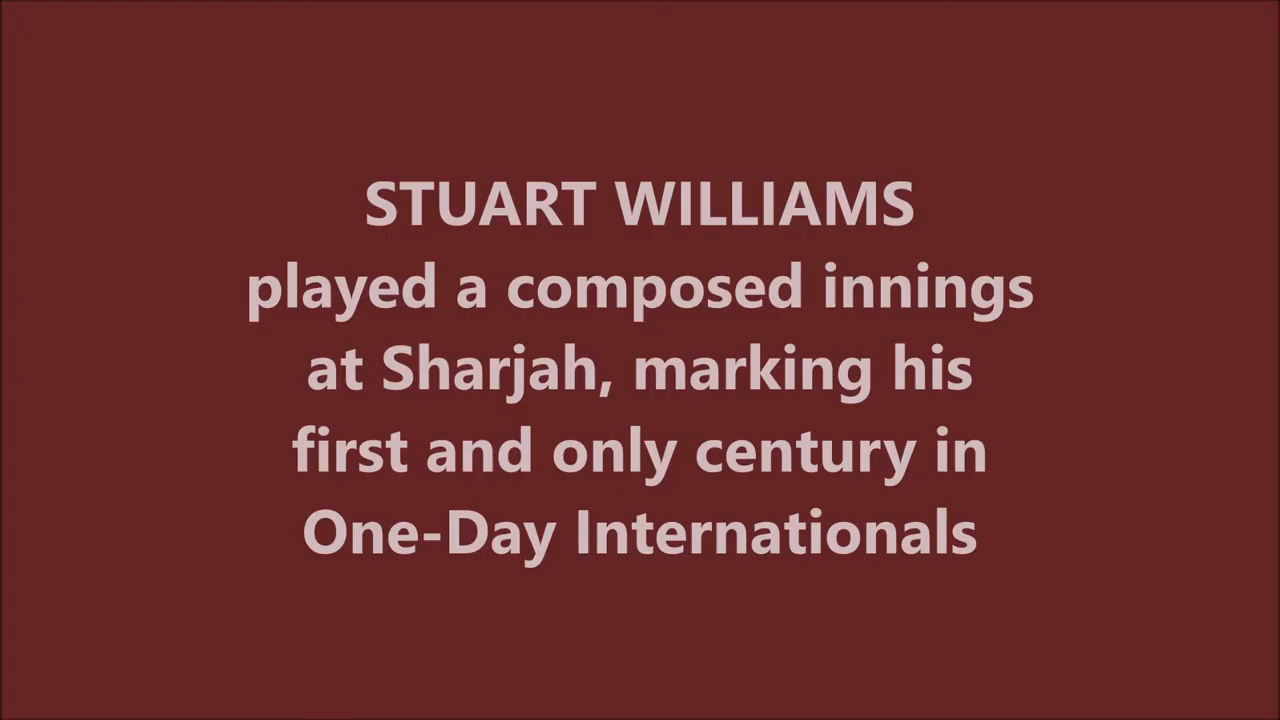 STUART WILLIAMS
played a composed innings
at Sharjah, marking his
first and only century in
One-Day Internationals